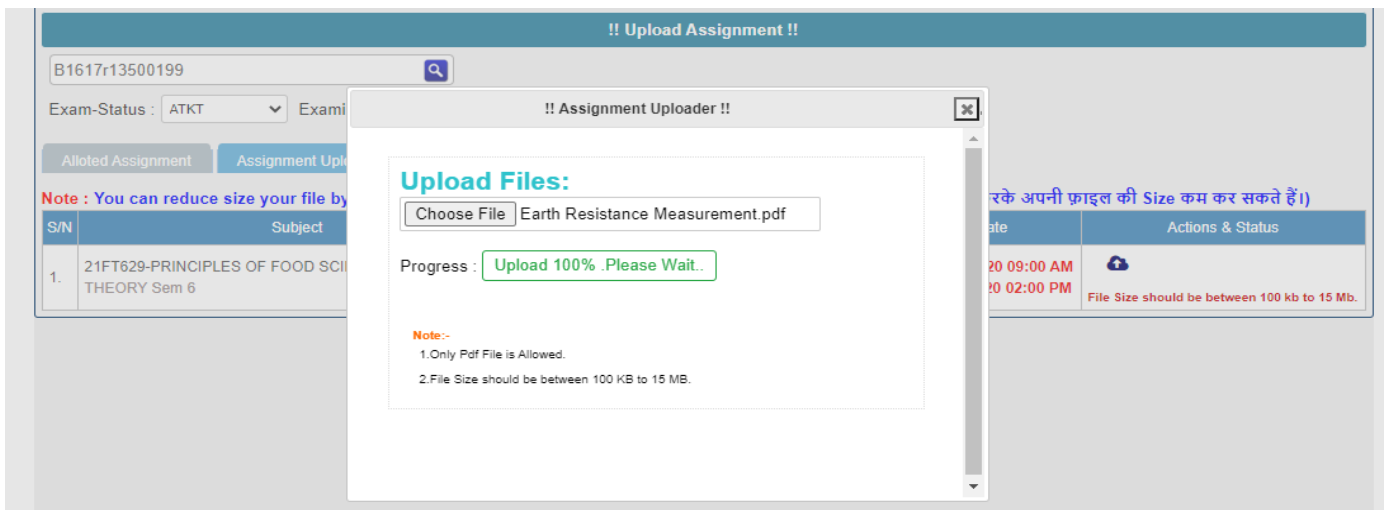 !! Upload Assignment !!
B1617r13500199
Exam-Status : ATKT Exami
!! Assignment Uploader !!
Alloted Assignment Assignment Uplo
Upload Files:
Note : You can reduce size your file by रके अपनी फ़ाइल की Size कम कर सकते हैं।)
Choose File Earth Resistance Measurement.pdf
S/N Subject ate Actions & Status
21FT629-PRINCIPLES OF FOOD SCIE 20 09:00 AM
Progress : Upload 100% .Please Wait..
1.
THEORY Sem 6 20 02:00 PM
File Size should be between 100 kb to 15 Mb.
Note:-
1.Only Pdf File is Allowed.
2.File Size should be between 100 KB to 15 MB.